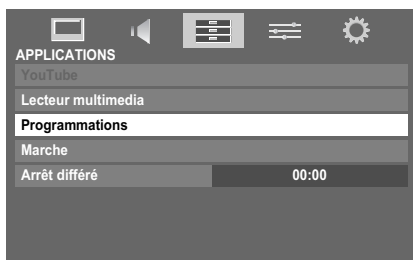 APPLICATIONS
YouTube
Lecteur multimedia
Programmations
Marche
Arrêt différé 00:00